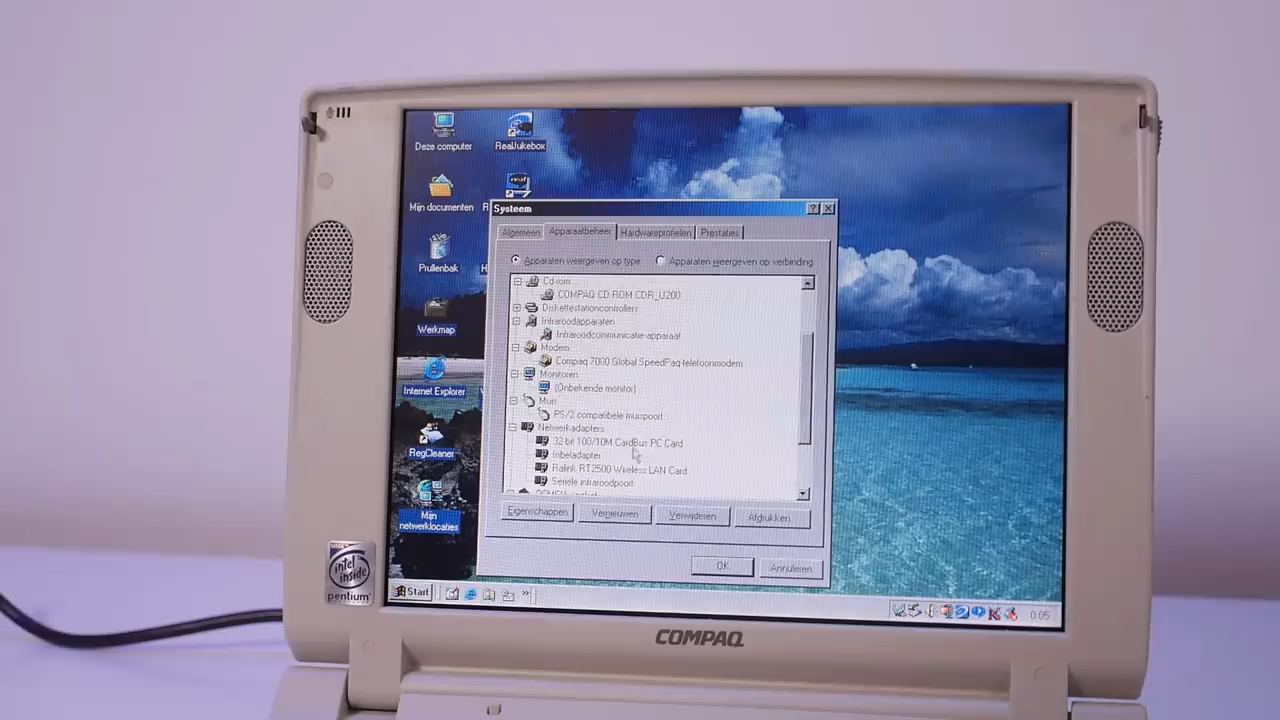 Deze computer
RealJukebox
Mijn documenten
R
Prullenbak
H
Werkmap
Internet Explorer
RegCleaner
Mijn
netwerklocaties
Systeem
Algemeen
Apparaatbeheer
Hardwareprofielen
Prestaties
Apparaten weergeven op type
Apparaten weergeven op verbinding
Cd-rom
COMPAQ CD-ROM CDR_U200
Diskettestationcontrollers
Infraroodapparaten
Infraroodcommunicatie-apparaat
Modem
Compaq 7000 Global SpeedPaq-telefoonmodem
Monitoren
(Onbekende monitor)
Muis
PS/2 compatibele muispoort
Netwerkadapters
32-bit 100/10M CardBus PC Card
Inbeladapter
Ralink RT2500 Wireless LAN Card
Seriële infraroodpoort
Eigenschappen
Vernieuwen
Verwijderen
Afdrukken...
OK
Annuleren
Start
0:05
intel
inside
pentium
COMPAQ